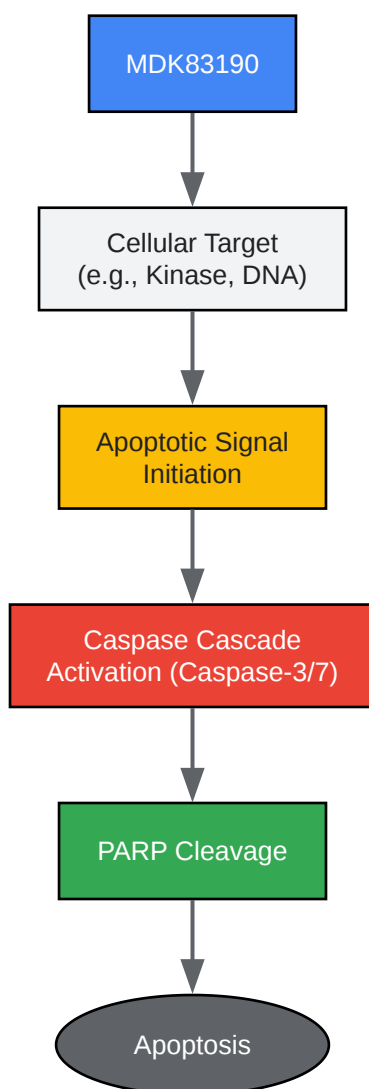 MDK83190
Cellular Target
(e.g., Kinase, DNA)
Apoptotic Signal
Initiation
Caspase Cascade
Activation (Caspase-3/7)
PARP Cleavage
Apoptosis